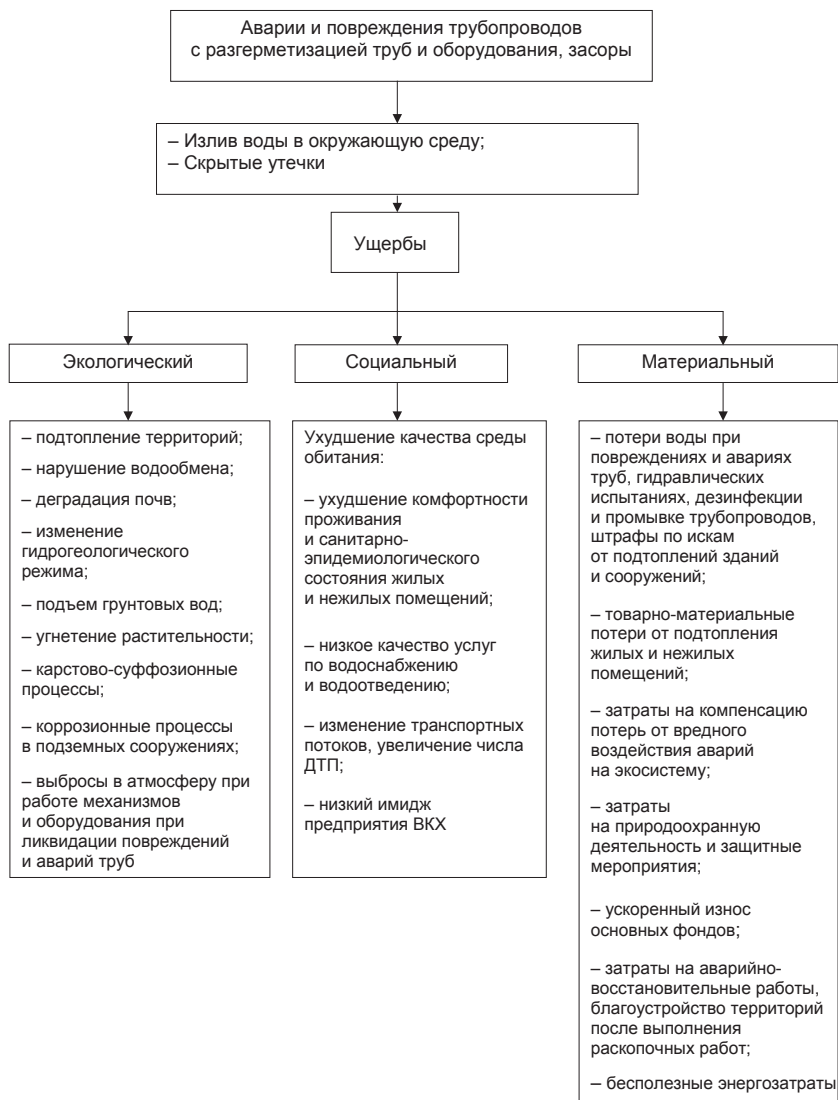 Аварии и повреждения трубопроводов
с разгерметизацией труб и оборудования, засоры
– Излив воды в окружающую среду;
– Скрытые утечки
Ущербы
Экологический
Социальный
Материальный
– подтопление территорий;
– нарушение водообмена;
– деградация почв;
– изменение
гидрогеологического
режима;
– подъем грунтовых вод;
– угнетение растительности;
– карстово-суффозионные
процессы;
– коррозионные процессы
в подземных сооружениях;
– выбросы в атмосферу при
работе механизмов
и оборудования при
ликвидации повреждений
и аварий труб
Ухудшение качества среды
обитания:
– ухудшение комфортности
проживания
и санитарно-
эпидемиологического
состояния жилых
и нежилых помещений;
– низкое качество услуг
по водоснабжению
и водоотведению;
– изменение транспортных
потоков, увеличение числа
ДТП;
– низкий имидж
предприятия ВКХ
– потери воды при
повреждениях и авариях
труб, гидравлических
испытаниях, дезинфекции
и промывке трубопроводов,
штрафы по искам
от подтоплений зданий
и сооружений;
– товарно-материальные
потери от подтопления
жилых и нежилых
помещений;
– затраты на компенсацию
потерь от вредного
воздействия аварий
на экосистему;
– затраты
на природоохранную
деятельность и защитные
мероприятия;
– ускоренный износ
основных фондов;
– затраты на аварийно-
восстановительные работы,
благоустройство территорий
после выполнения
раскопочных работ;
– бесполезные энергозатраты